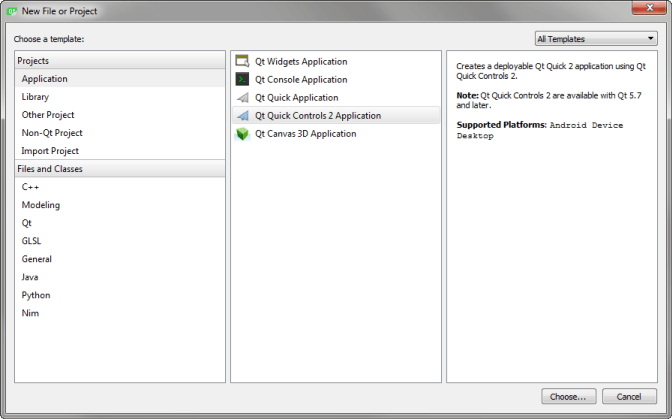 New File or Project
Choose a template:
All Templates
Projects
Application
Library
Other Project
Non-Qt Project
Import Project
Files and Classes
C++
Modeling
Qt
GLSL
General
Java
Python
Nim
Qt Widgets Application
Qt Console Application
Qt Quick Application
Qt Quick Controls 2 Application
Qt Canvas 3D Application
Creates a deployable Qt Quick 2 application using Qt
Quick Controls 2.
Note: Qt Quick Controls 2 are available with Qt 5.7
and later.
Supported Platforms: Android Device
Desktop
Choose...
Cancel